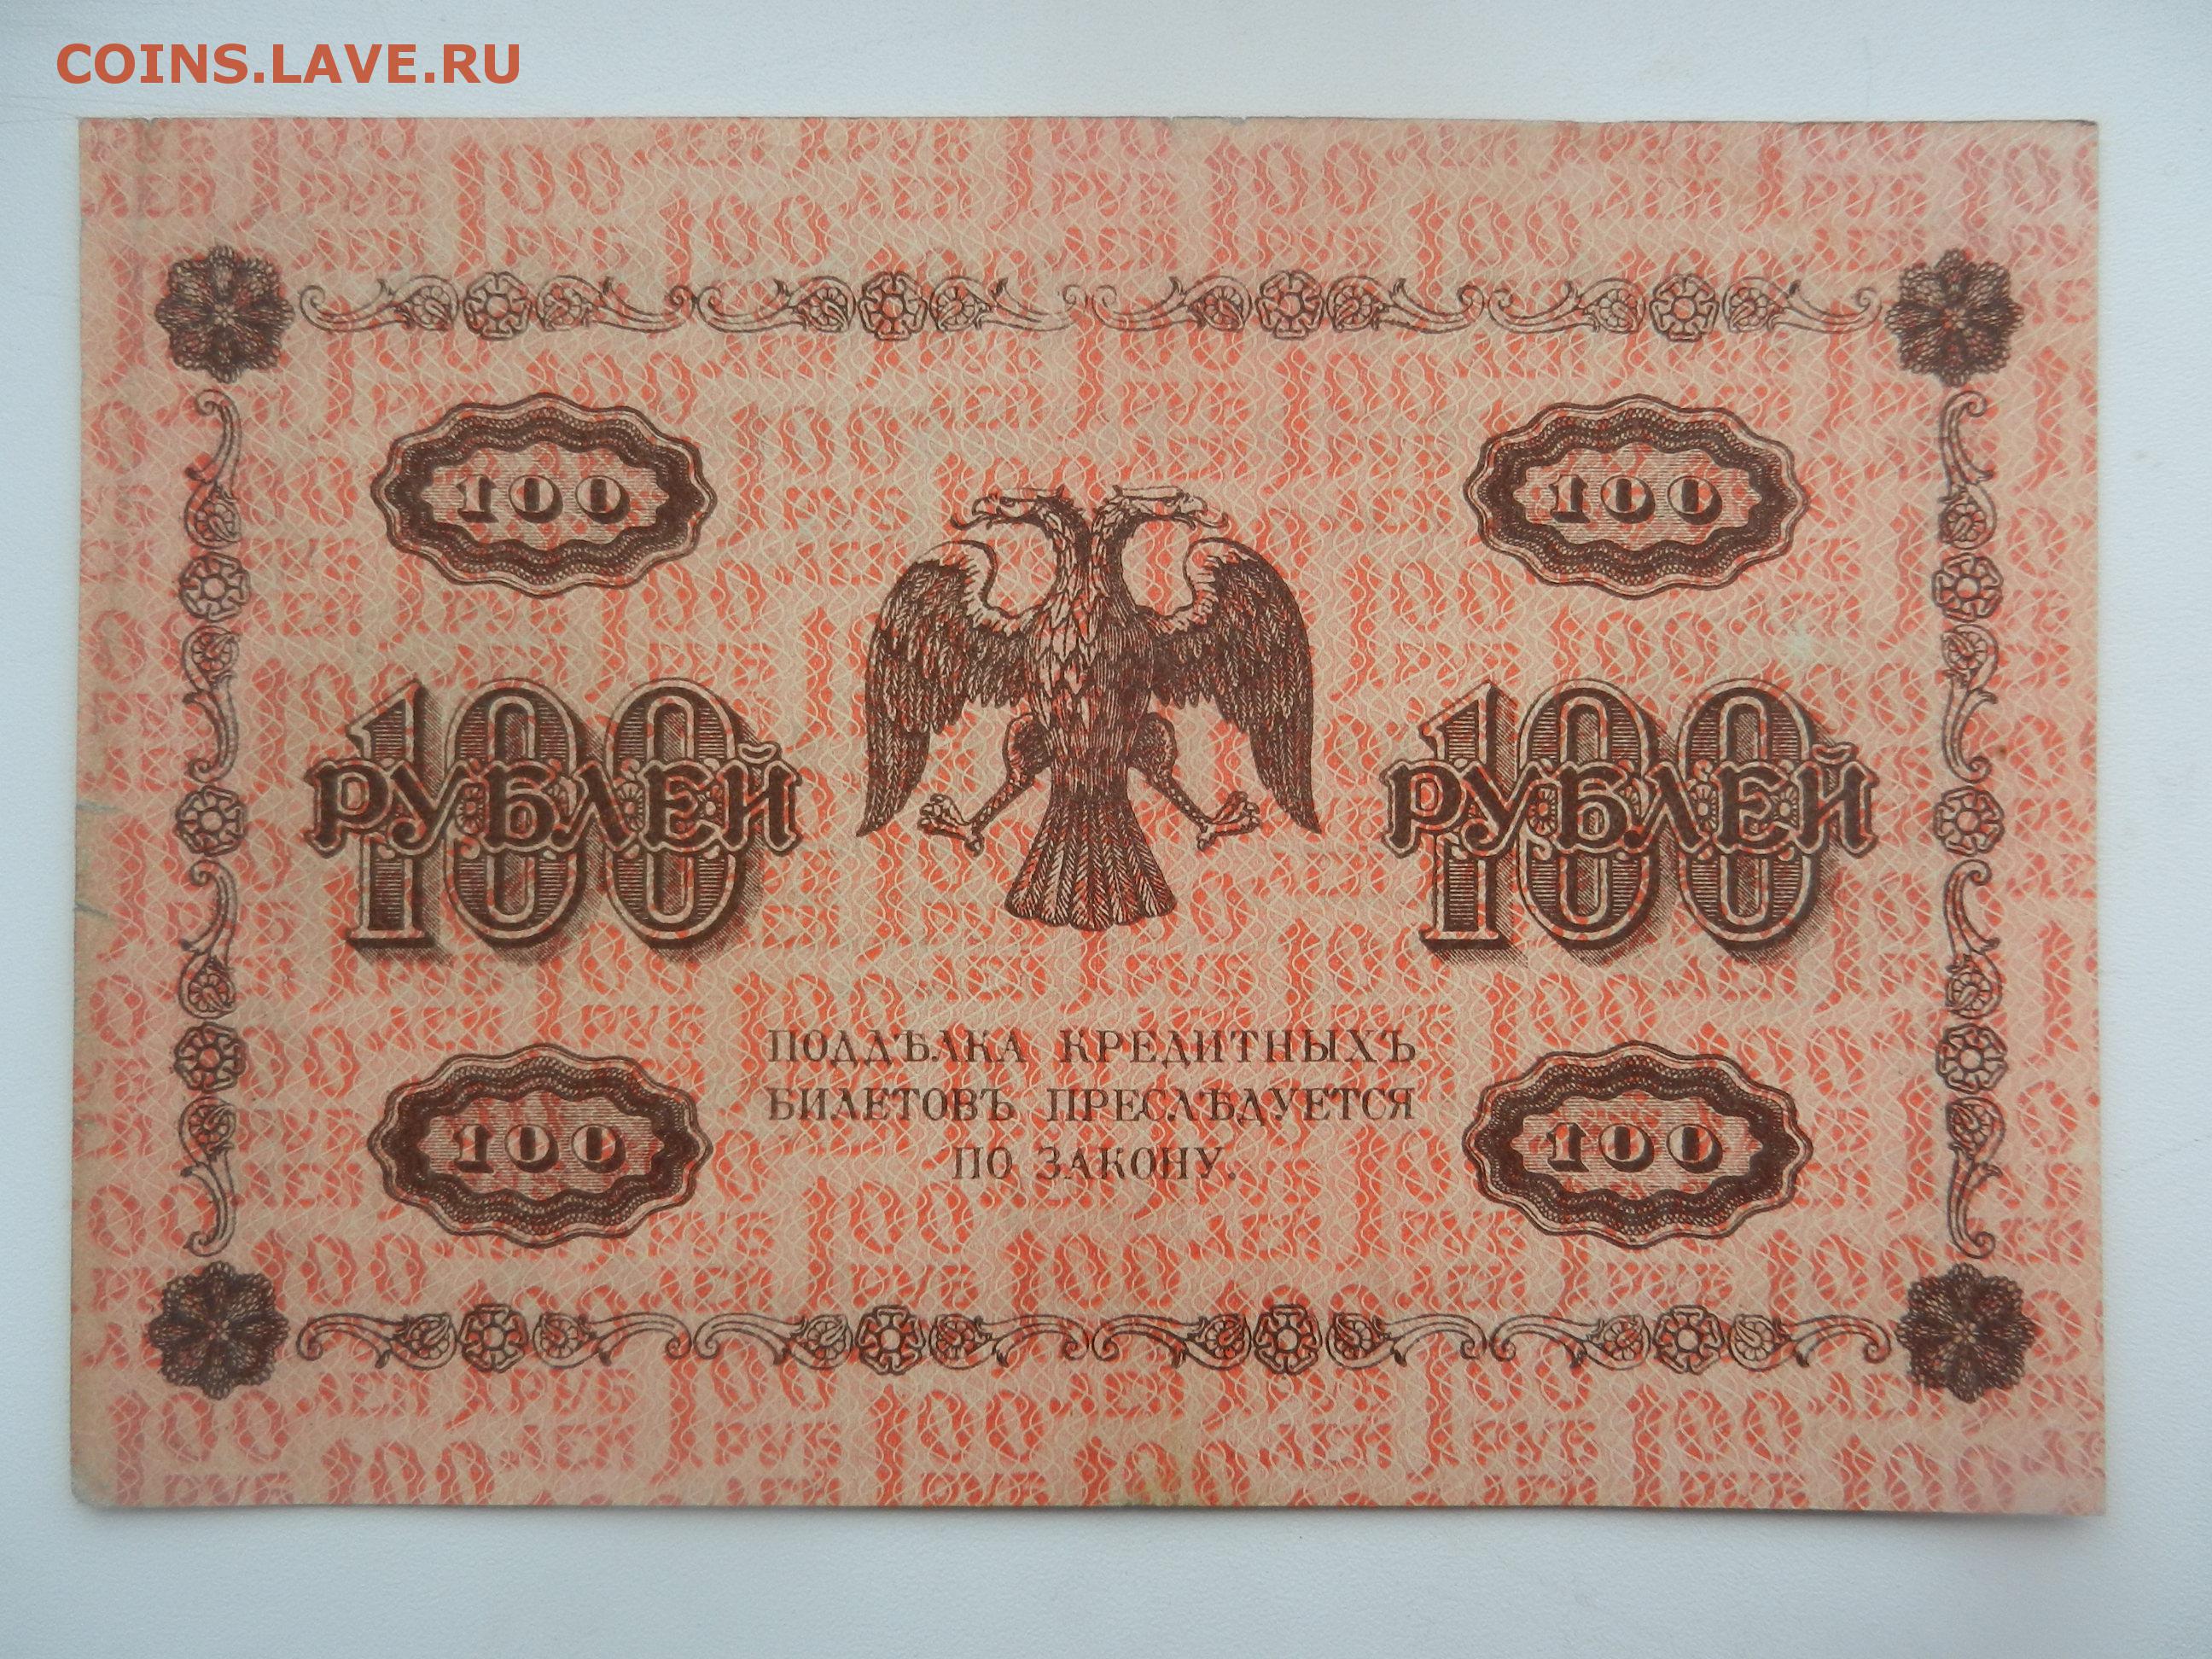 COINS.LAVE.RU
100
100
100
РУБЛЕЙ
100
РУБЛЕЙ
ПОДДѢЛКА КРЕДИТНЫХЪ
БИЛЕТОВЪ ПРЕСЛѢДУЕТСЯ
ПО ЗАКОНУ.
100
100